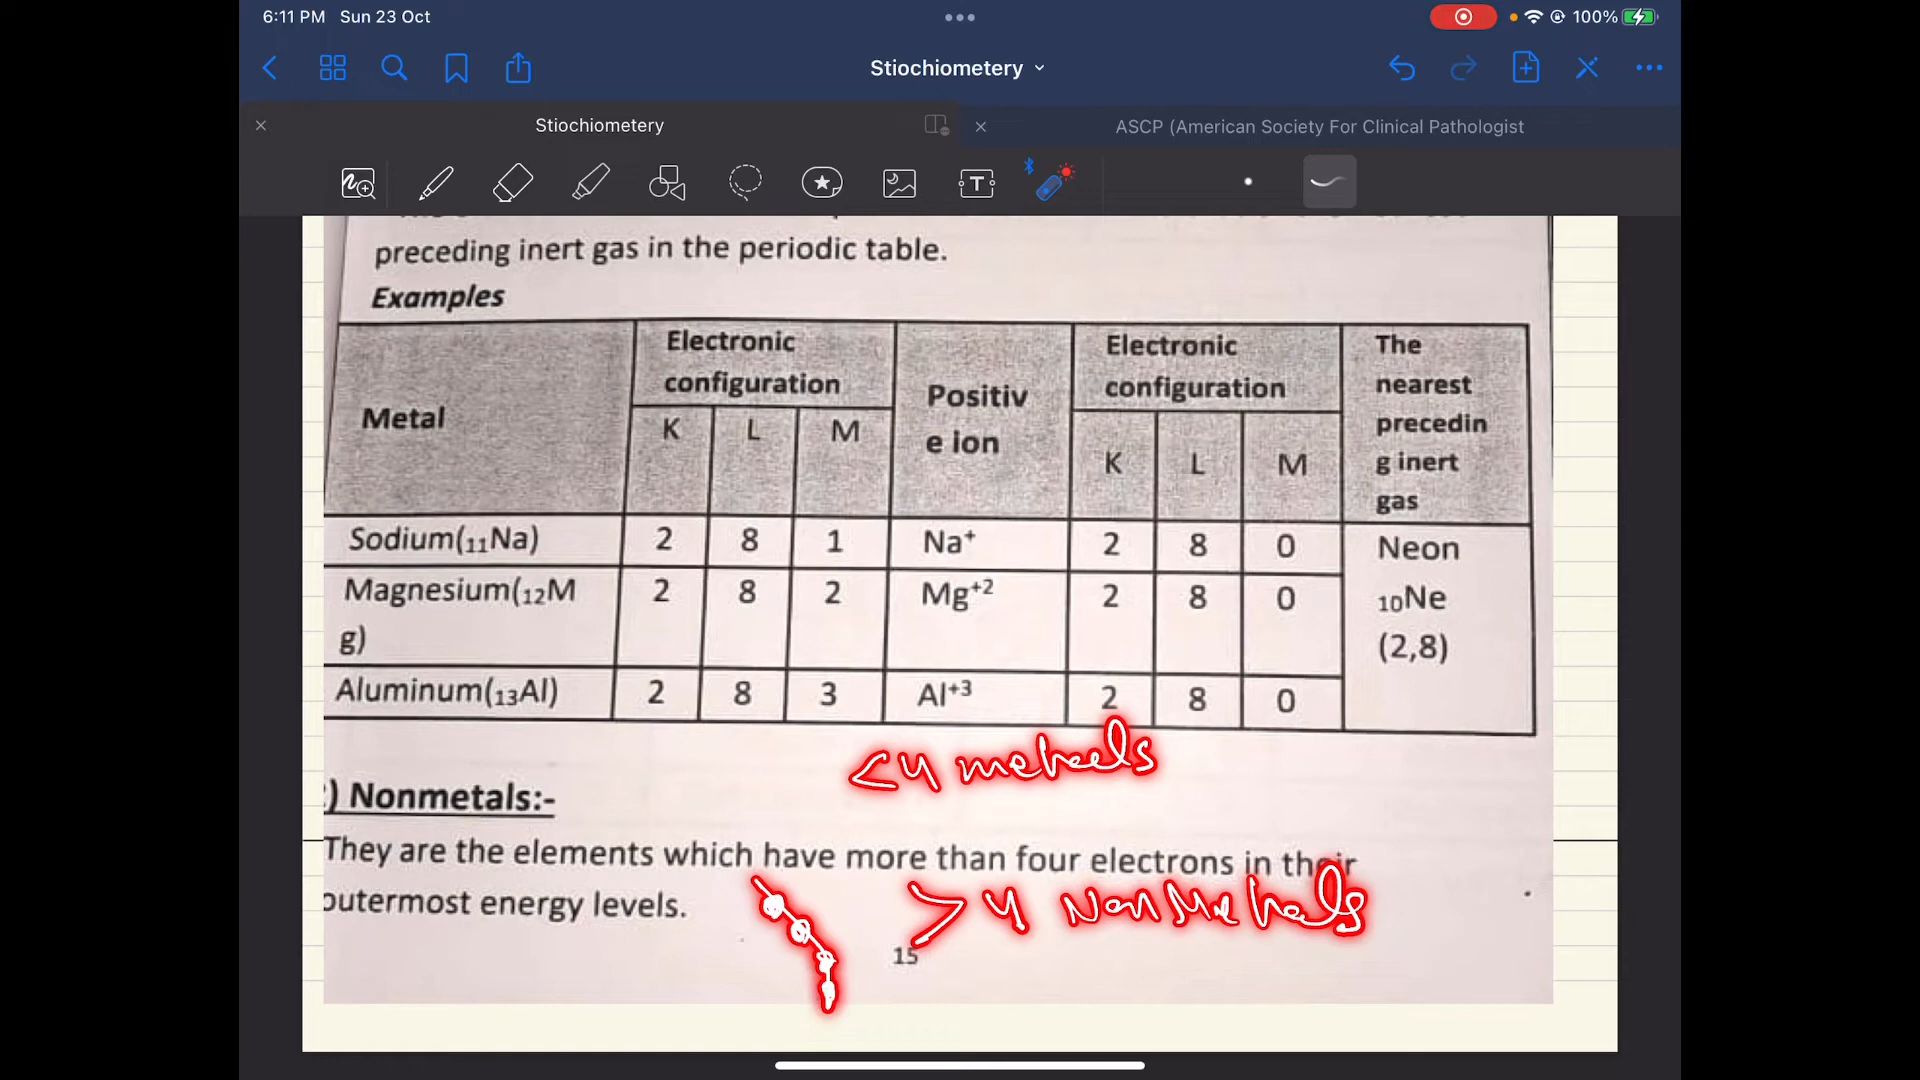 6:11 PM Sun 23 Oct
100%
Stiochiometery
Stiochiometery
ASCP (American Society For Clinical Pathologist
T
preceding inert gas in the periodic table.
Examples
Metal
Electronic configuration
K L M
Positiv
e ion
Electronic configuration
K L M
The
nearest
precedin
g inert
gas
Sodium(₁₁Na) 2 8 1 Na⁺ 2 8 0
Neon
₁₀Ne
(2,8)
Magnesium(₁₂M
g) 2 8 2 Mg⁺² 2 8 0
Aluminum(₁₃Al) 2 8 3 Al⁺³ 2 8 0
<4 metals
) Nonmetals:-
They are the elements which have more than four electrons in their
outermost energy levels.
>4 Non Metals
15